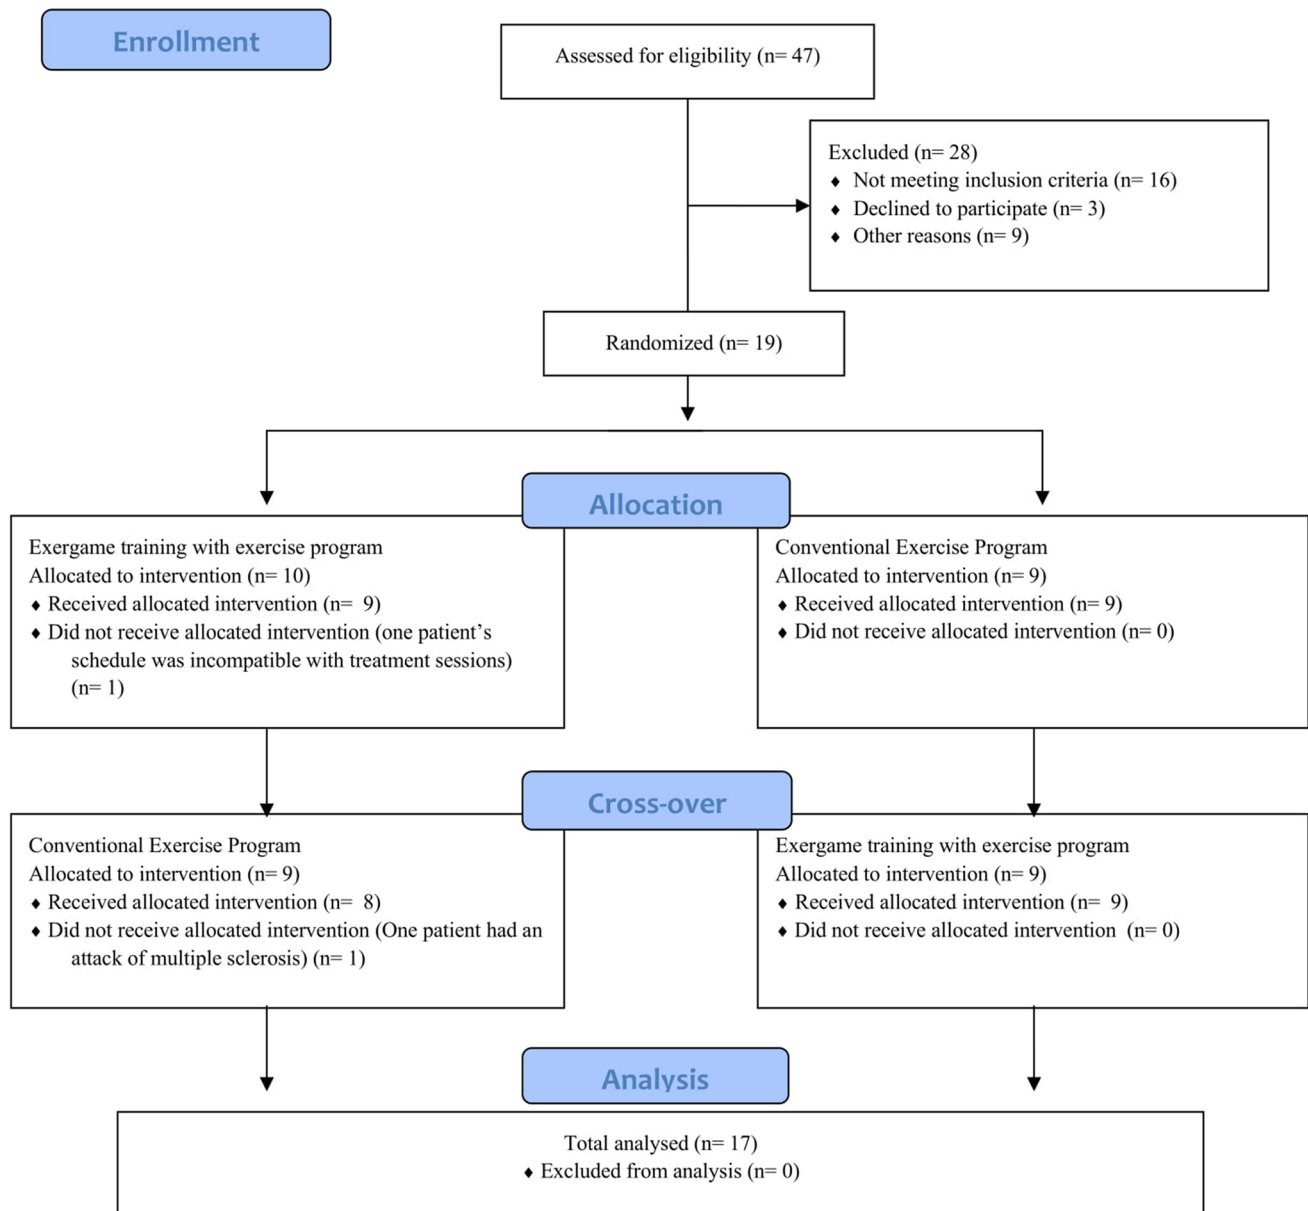 Enrollment
Assessed for eligibility (n= 47)
Excluded (n= 28)
♦ Not meeting inclusion criteria (n= 16)
♦ Declined to participate (n= 3)
♦ Other reasons (n= 9)
Randomized (n= 19)
Allocation
Exergame training with exercise program
Allocated to intervention (n= 10)
♦ Received allocated intervention (n=  9)
♦ Did not receive allocated intervention (one patient’s
schedule was incompatible with treatment sessions)
(n= 1)
Conventional Exercise Program
Allocated to intervention (n= 9)
♦ Received allocated intervention (n= 9)
♦ Did not receive allocated intervention (n= 0)
Cross-over
Conventional Exercise Program
Allocated to intervention (n= 9)
♦ Received allocated intervention (n=  8)
♦ Did not receive allocated intervention (One patient had an
attack of multiple sclerosis) (n= 1)
Exergame training with exercise program
Allocated to intervention (n= 9)
♦ Received allocated intervention (n=  9)
♦ Did not receive allocated intervention  (n= 0)
Analysis
Total analysed (n= 17)
♦ Excluded from analysis (n= 0)